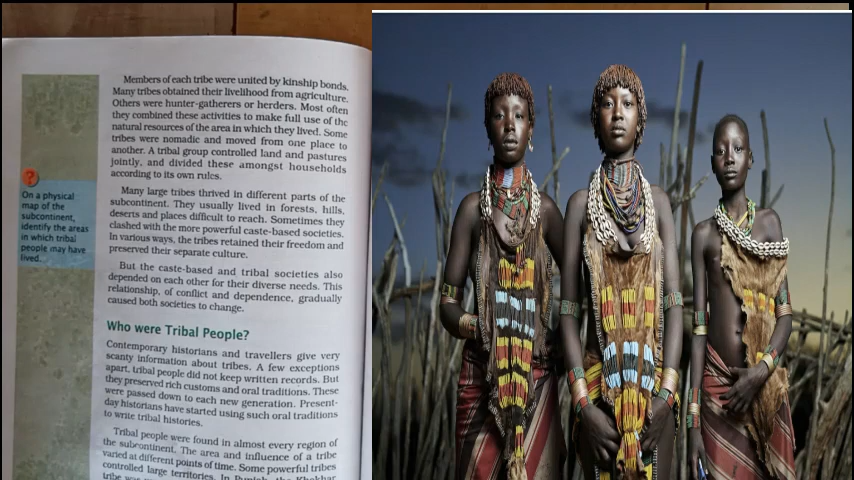 Members of each tribe were united by kinship bonds.
Many tribes obtained their livelihood from agriculture.
Others were hunter-gatherers or herders. Most often
they combined these activities to make full use of the
natural resources of the area in which they lived. Some
tribes were nomadic and moved from one place to
another. A tribal group controlled land and pastures
jointly, and divided these amongst households
according to its own rules.
?
On a physical
map of the
subcontinent,
identify the areas
in which tribal
people may have
lived.
Many large tribes thrived in different parts of the
subcontinent. They usually lived in forests, hills,
deserts and places difficult to reach. Sometimes they
clashed with the more powerful caste-based societies.
In various ways, the tribes retained their freedom and
preserved their separate culture.
But the caste-based and tribal societies also
depended on each other for their diverse needs. This
relationship, of conflict and dependence, gradually
caused both societies to change.
Who were Tribal People?
Contemporary historians and travellers give very
scanty information about tribes. A few exceptions
apart, tribal people did not keep written records. But
they preserved rich customs and oral traditions. These
were passed down to each new generation. Present-
day historians have started using such oral traditions
to write tribal histories.
Tribal people were found in almost every region of
the subcontinent. The area and influence of a tribe
varied at different points of time. Some powerful tribes
controlled large territories. In Punjab, the Khokhar
tribe was